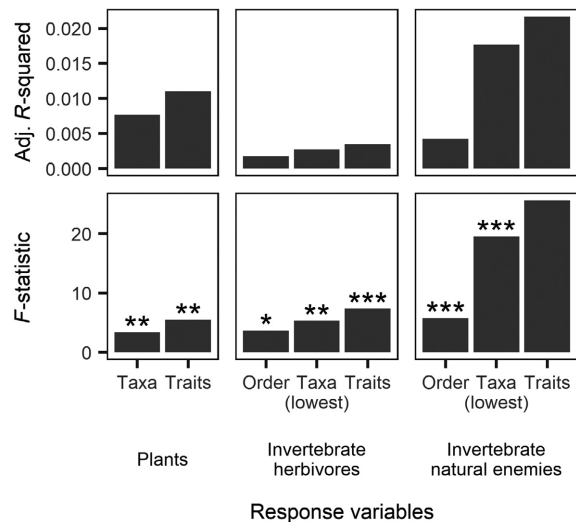 Adj. R-squared
0.020
0.015
0.010
0.005
0.000
F-statistic
20
10
0
** ** * ** *** *** ***
Taxa Traits Order Taxa Traits Order Taxa Traits
(lowest) (lowest)
Plants
Invertebrate
herbivores
Invertebrate
natural enemies
Response variables